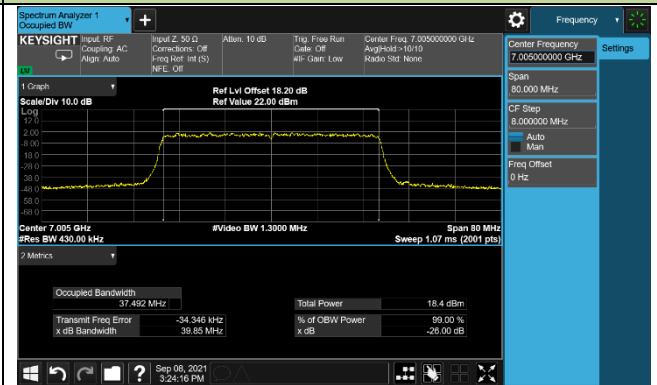 Spectrum Analyzer 1
Occupied BW
Frequency
KEYSIGHT
Input: RF
Coupling: AC
Align: Auto
Input Z: 50 Ω
Corrections: Off
Freq Ref: Int (S)
NFE: Off
Atten: 10 dB
Trig: Free Run
Gate: Off
#IF Gain: Low
Center Freq: 7.005000000 GHz
Avg|Hold:>10/10
Radio Std: None
Center Frequency
7.005000000 GHz
Settings
Span
80.000 MHz
CF Step
8.000000 MHz
Auto
Man
Freq Offset
0 Hz
1 Graph
Scale/Div 10.0 dB
Ref Lvl Offset 18.20 dB
Ref Value 22.00 dBm
Log
12.0
2.00
-8.00
-18.0
-28.0
-38.0
-48.0
-58.0
-68.0
Center 7.005 GHz
#Res BW 430.00 kHz
#Video BW 1.3000 MHz
Span 80 MHz
Sweep 1.07 ms (2001 pts)
2 Metrics
Occupied Bandwidth
37.492 MHz
Total Power 18.4 dBm
Transmit Freq Error -34.346 kHz
% of OBW Power 99.00 %
x dB Bandwidth 39.85 MHz
x dB -26.00 dB
Sep 08, 2021
3:24:16 PM